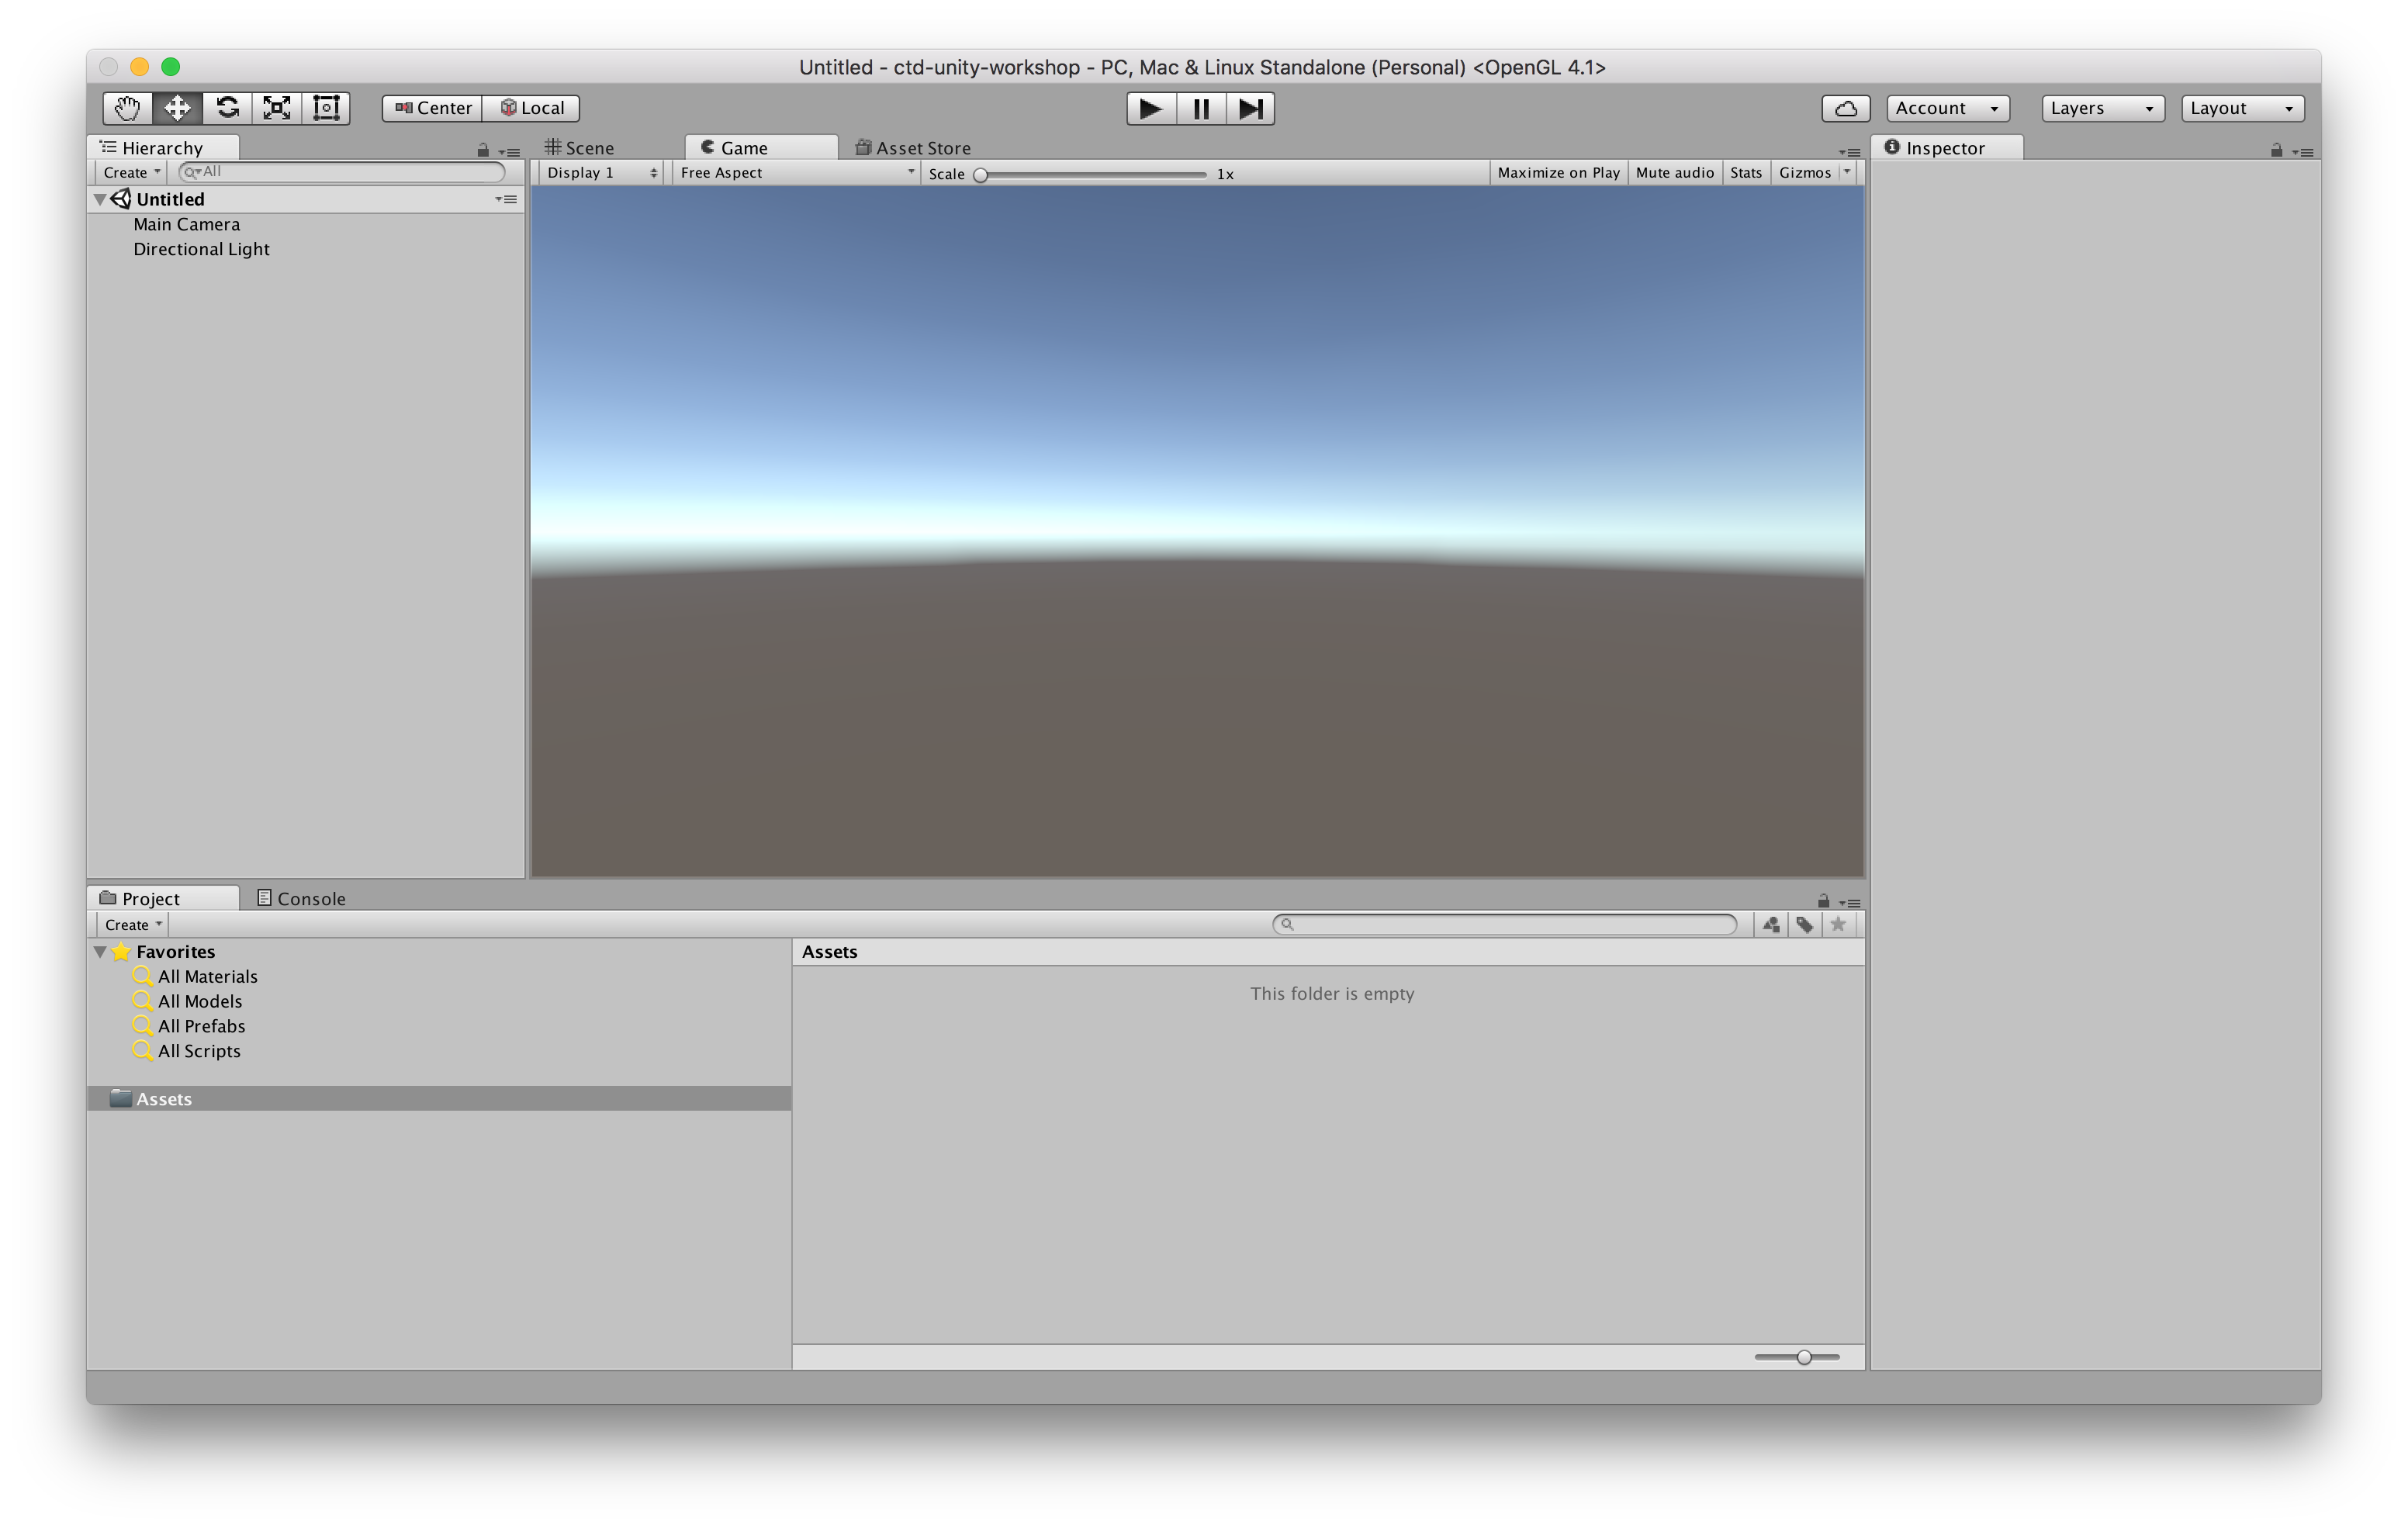 Untitled - ctd-unity-workshop - PC, Mac & Linux Standalone (Personal) <OpenGL 4.1>
Center Local Account Layers Layout
Hierarchy Scene Game Asset Store Inspector
Create All Display 1 Free Aspect Scale 1x Maximize on Play Mute audio Stats Gizmos
Untitled
Main Camera
Directional Light
Project Console
Create
Favorites Assets
All Materials
This folder is empty
All Models
All Prefabs
All Scripts
Assets